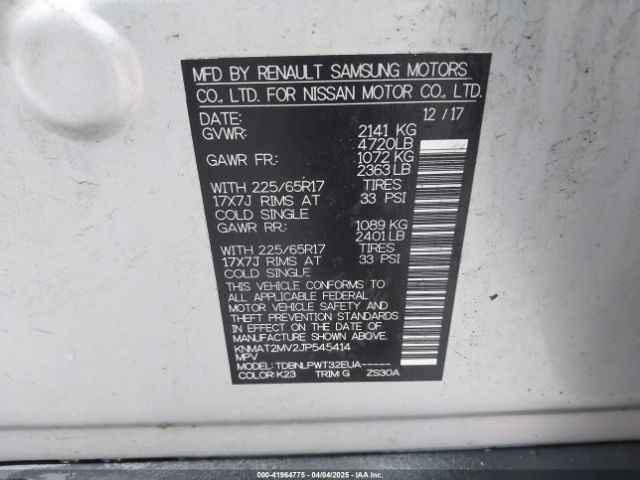 MFD BY RENAULT SAMSUNG MOTORS
CO., LTD. FOR NISSAN MOTOR CO., LTD.
DATE: 12 / 17
GVWR: 2141 KG
4720LB
GAWR FR: 1072 KG
2363 LB
WITH 225/65R17 TIRES
17X7J RIMS AT 33 PSI
COLD SINGLE
GAWR RR: 1089 KG
2401 LB
WITH 225/65R17 TIRES
17X7J RIMS AT 33 PSI
COLD SINGLE
THIS VEHICLE CONFORMS TO
ALL APPLICABLE FEDERAL
MOTOR VEHICLE SAFETY AND
THEFT PREVENTION STANDARDS
IN EFFECT ON THE DATE OF
MANUFACTURE SHOWN ABOVE.
KNMAT2MV2JP545414
MPV
MODEL: TDBNLPWT32EUA-----
COLOR: K23 TRIM: G ZS30A
000-41964775 - 04/04/2025 - IAAI.COM